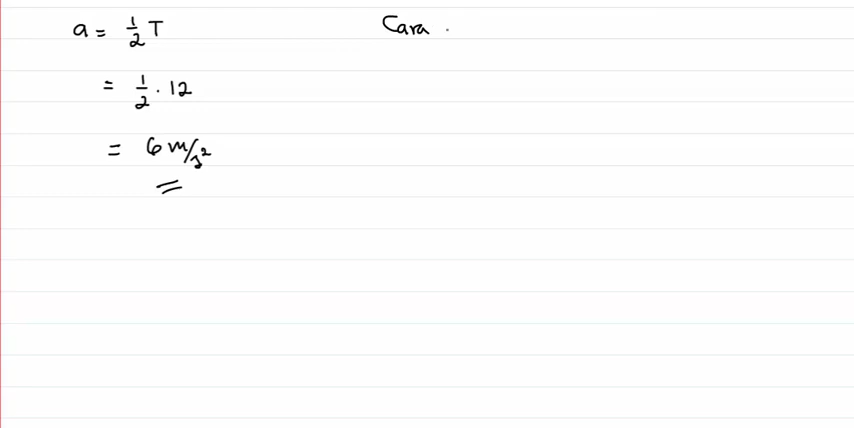 a = 1/2 T
= 1/2 . 12
= 6 m/s²
Cara